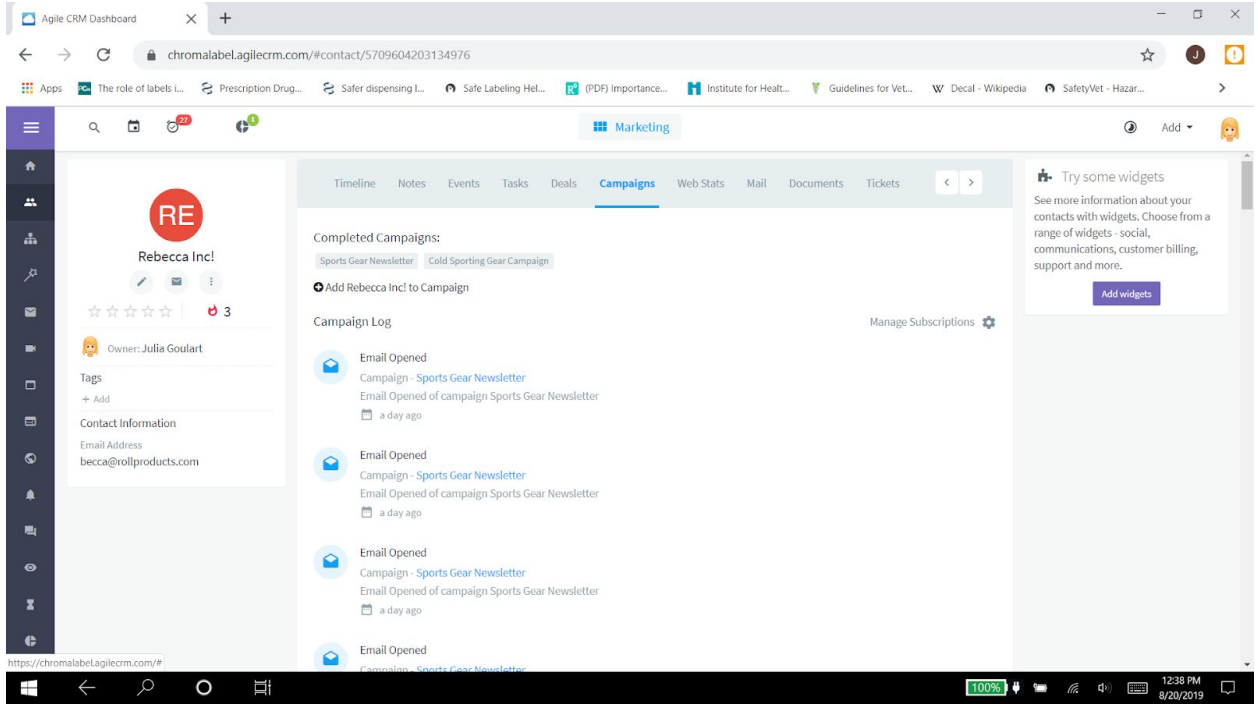 Agile CRM Dashboard
chromalabel.agilecrm.com/#contact/5709604203134976
J
Apps The role of labels i... Prescription Drug... Safer dispensing I... Safe Labeling Hel... (PDF) Importance... Institute for Healt... Guidelines for Vet... W Decal - Wikipedia SafetyVet - Hazar...
27
1
Marketing
Add
Timeline Notes Events Tasks Deals Campaigns Web Stats Mail Documents Tickets
RE
Rebecca Inc!
3
Owner: Julia Goulart
Tags
+ Add
Contact Information
Email Address
becca@rollproducts.com
Completed Campaigns:
Sports Gear Newsletter Cold Sporting Gear Campaign
Add Rebecca Inc! to Campaign
Campaign Log Manage Subscriptions
Email Opened
Campaign - Sports Gear Newsletter
Email Opened of campaign Sports Gear Newsletter
a day ago
Email Opened
Campaign - Sports Gear Newsletter
Email Opened of campaign Sports Gear Newsletter
a day ago
Email Opened
Campaign - Sports Gear Newsletter
Email Opened of campaign Sports Gear Newsletter
a day ago
Email Opened
Campaign - Sports Gear Newsletter
Try some widgets
See more information about your
contacts with widgets. Choose from a
range of widgets - social,
communications, customer billing,
support and more.
Add widgets
https://chromalabel.agilecrm.com/#
100%
12:38 PM
8/20/2019